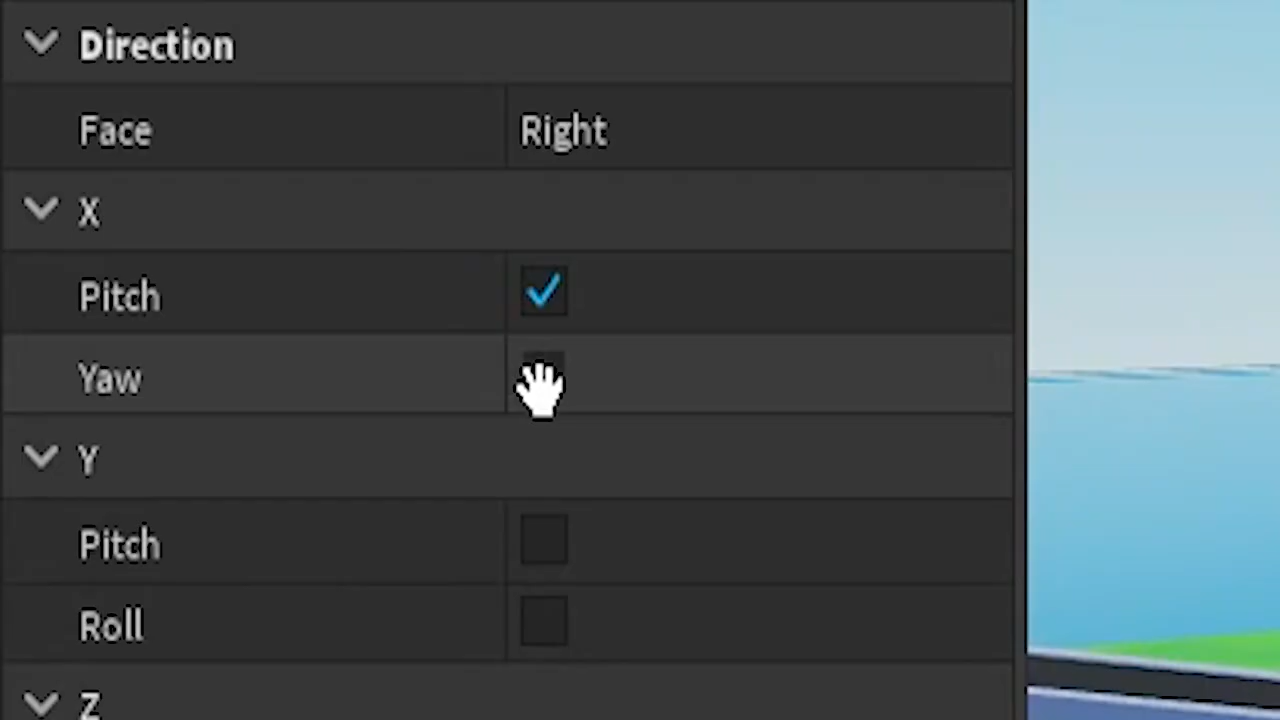 Direction
Face Right
X
Pitch
Yaw
Y
Pitch
Roll
Z